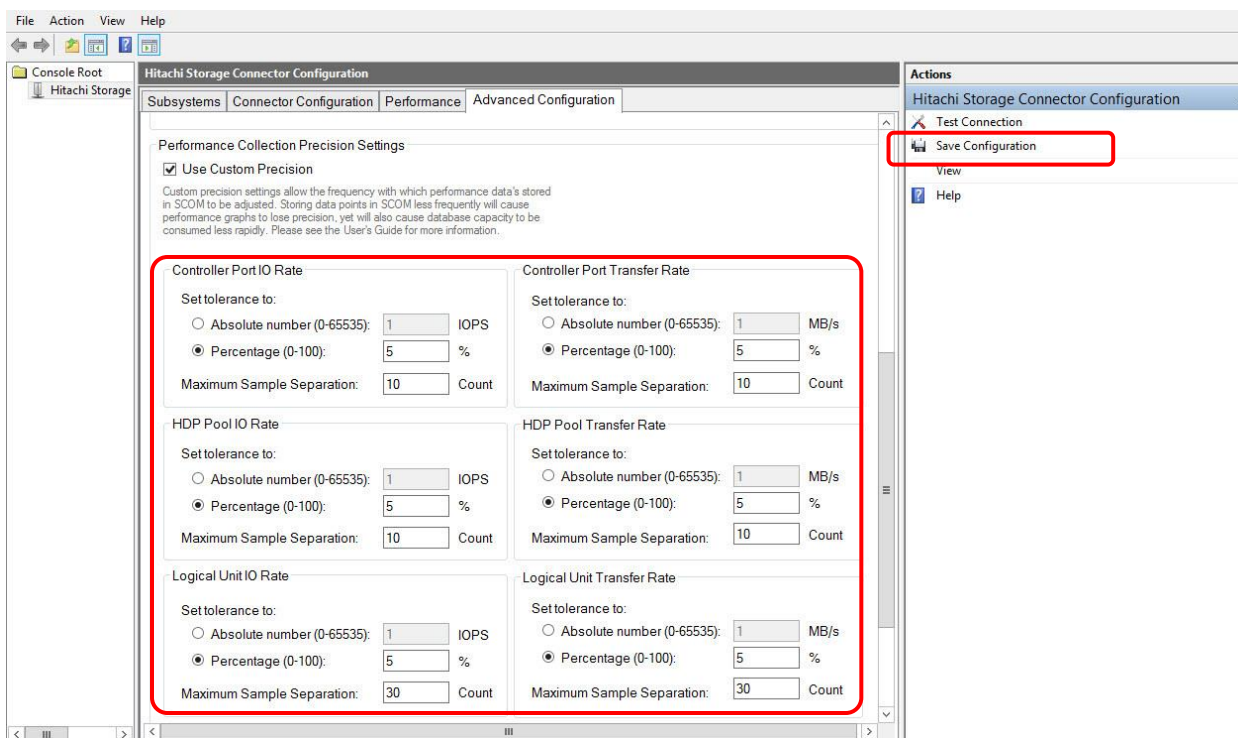 File Action View Help
Console Root
Hitachi Storage
Hitachi Storage Connector Configuration
Subsystems Connector Configuration Performance Advanced Configuration
Performance Collection Precision Settings
Use Custom Precision
Custom precision settings allow the frequency with which performance data's stored
in SCOM to be adjusted. Storing data points in SCOM less frequently will cause
performance graphs to lose precision, yet will also cause database capacity to be
consumed less rapidly. Please see the User's Guide for more information.
Controller Port IO Rate
Set tolerance to:
Absolute number (0-65535): 1 IOPS
Percentage (0-100): 5 %
Maximum Sample Separation: 10 Count
Controller Port Transfer Rate
Set tolerance to:
Absolute number (0-65535): 1 MB/s
Percentage (0-100): 5 %
Maximum Sample Separation: 10 Count
HDP Pool IO Rate
Set tolerance to:
Absolute number (0-65535): 1 IOPS
Percentage (0-100): 5 %
Maximum Sample Separation: 10 Count
HDP Pool Transfer Rate
Set tolerance to:
Absolute number (0-65535): 1 MB/s
Percentage (0-100): 5 %
Maximum Sample Separation: 10 Count
Logical Unit IO Rate
Set tolerance to:
Absolute number (0-65535): 1 IOPS
Percentage (0-100): 5 %
Maximum Sample Separation: 30 Count
Logical Unit Transfer Rate
Set tolerance to:
Absolute number (0-65535): 1 MB/s
Percentage (0-100): 5 %
Maximum Sample Separation: 30 Count
Actions
Hitachi Storage Connector Configuration
Test Connection
Save Configuration
View
Help